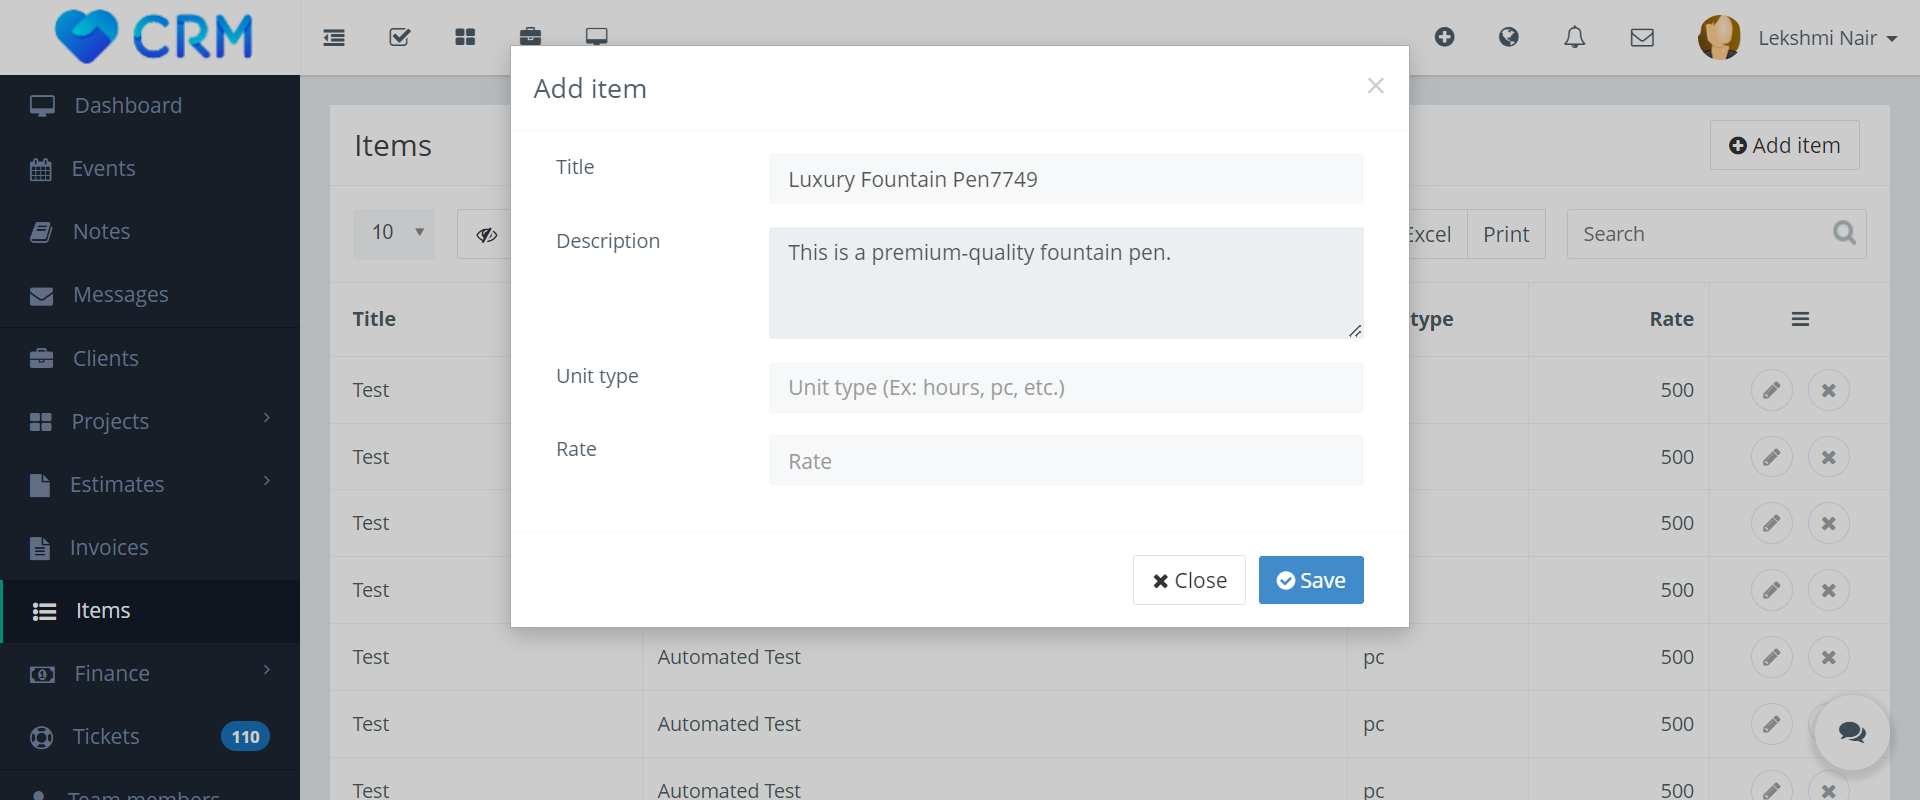 CRM
Lekshmi Nair
Dashboard
Events
Notes
Messages
Clients
Projects
Estimates
Invoices
Items
Finance
Tickets 110
Team members
Items
Add item
10
Excel Print Search
Title type Rate
Test 500
Test 500
Test 500
Test 500
Test Automated Test pc 500
Test Automated Test pc 500
Test Automated Test pc 500
Add item
Title Luxury Fountain Pen7749
Description This is a premium-quality fountain pen.
Unit type Unit type (Ex: hours, pc, etc.)
Rate Rate
Close Save